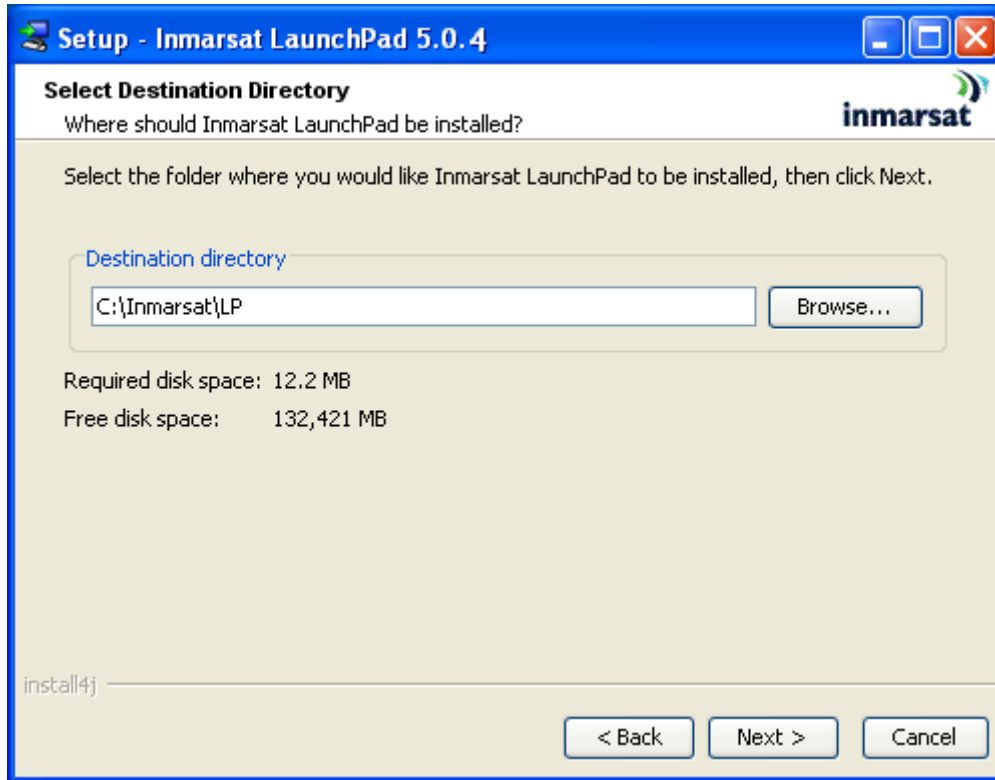 Setup - Inmarsat LaunchPad 5.0.4
Select Destination Directory
Where should Inmarsat LaunchPad be installed?
inmarsat
Select the folder where you would like Inmarsat LaunchPad to be installed, then click Next.
Destination directory
C:\Inmarsat\LP
Browse...
Required disk space: 12.2 MB
Free disk space: 132,421 MB
install4j
< Back Next > Cancel